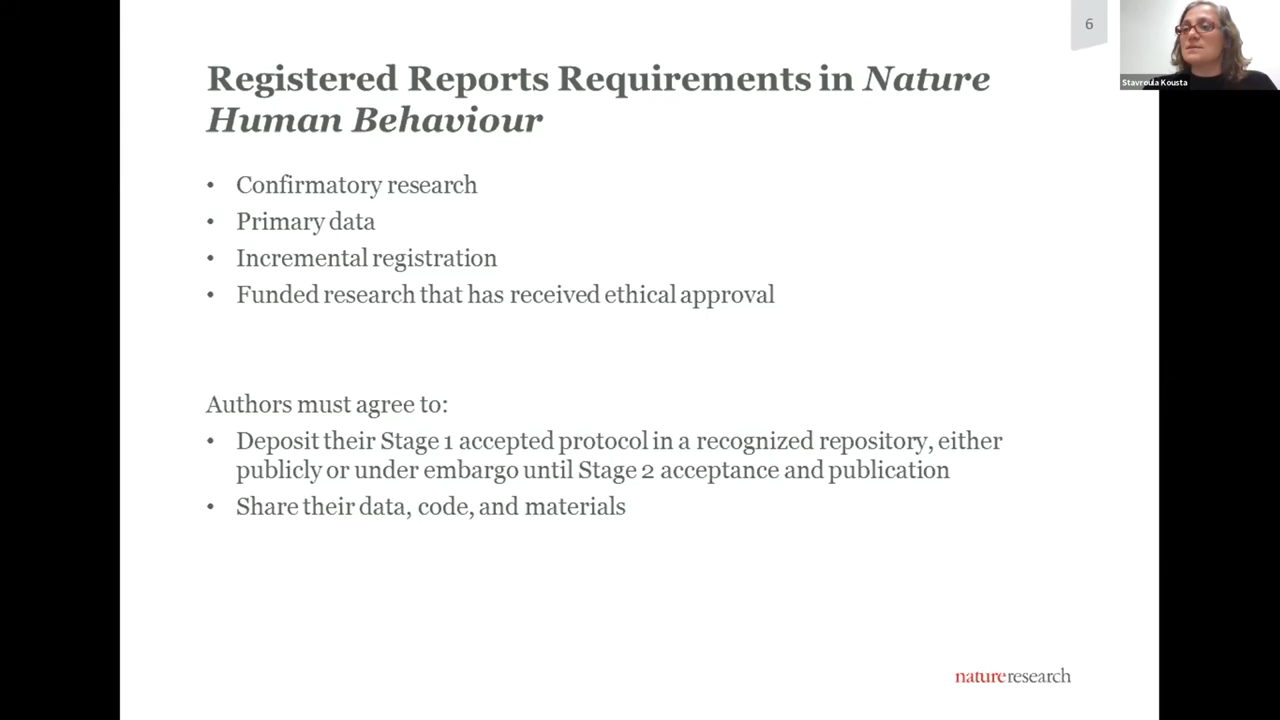 6
Stavroula Kousta
Registered Reports Requirements in Nature
Human Behaviour
• Confirmatory research
• Primary data
• Incremental registration
• Funded research that has received ethical approval
Authors must agree to:
• Deposit their Stage 1 accepted protocol in a recognized repository, either
publicly or under embargo until Stage 2 acceptance and publication
• Share their data, code, and materials
natureresearch